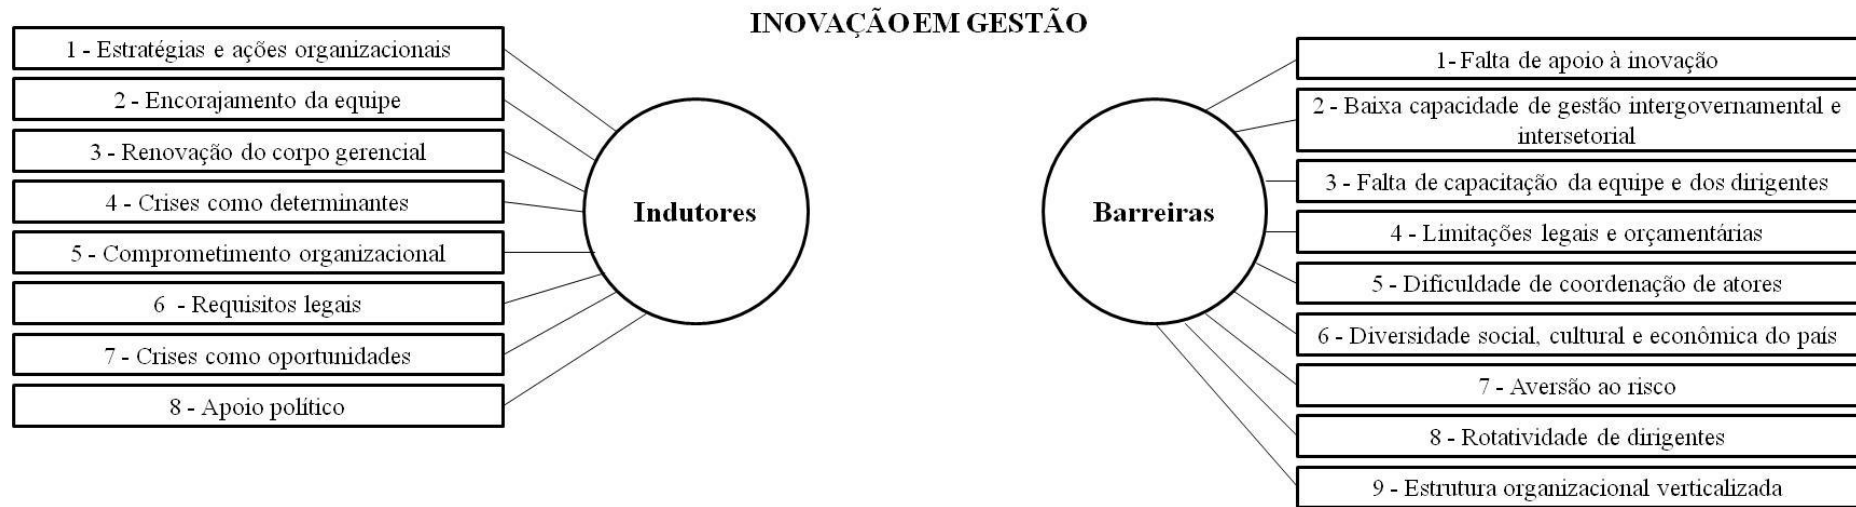 INOVAÇÃO EM GESTÃO
1 - Estratégias e ações organizacionais
2 - Encorajamento da equipe
3 - Renovação do corpo gerencial
4 - Crises como determinantes
5 - Comprometimento organizacional
6 - Requisitos legais
7 - Crises como oportunidades
8 - Apoio político
Indutores
Barreiras
1- Falta de apoio à inovação
2 - Baixa capacidade de gestão intergovernamental e
intersetorial
3 - Falta de capacitação da equipe e dos dirigentes
4 - Limitações legais e orçamentárias
5 - Dificuldade de coordenação de atores
6 - Diversidade social, cultural e econômica do país
7 - Aversão ao risco
8 - Rotatividade de dirigentes
9 - Estrutura organizacional verticalizada